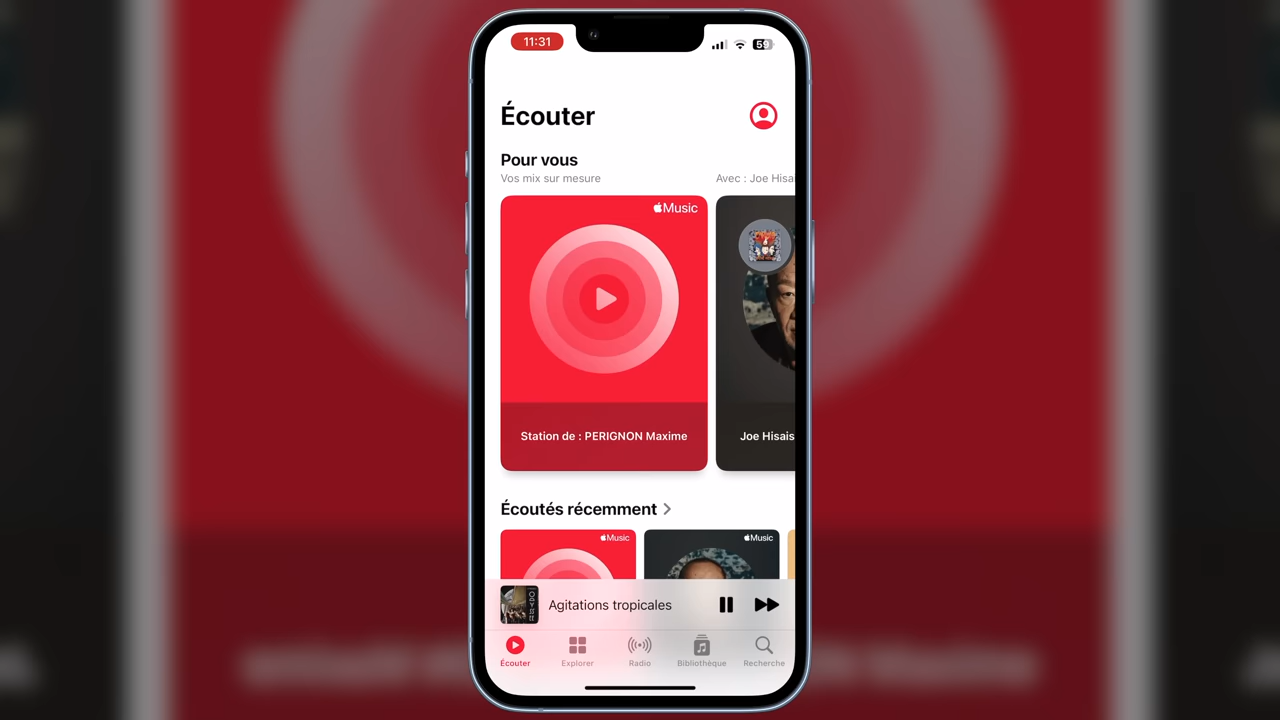 11:31
59
Écouter
Pour vous
Vos mix sur mesure
Avec : Joe Hisa
Music
Station de : PERIGNON Maxime
Joe Hisais
Écoutés récemment
Music
Music
Agitations tropicales
Écouter
Explorer
Radio
Bibliothèque
Recherche